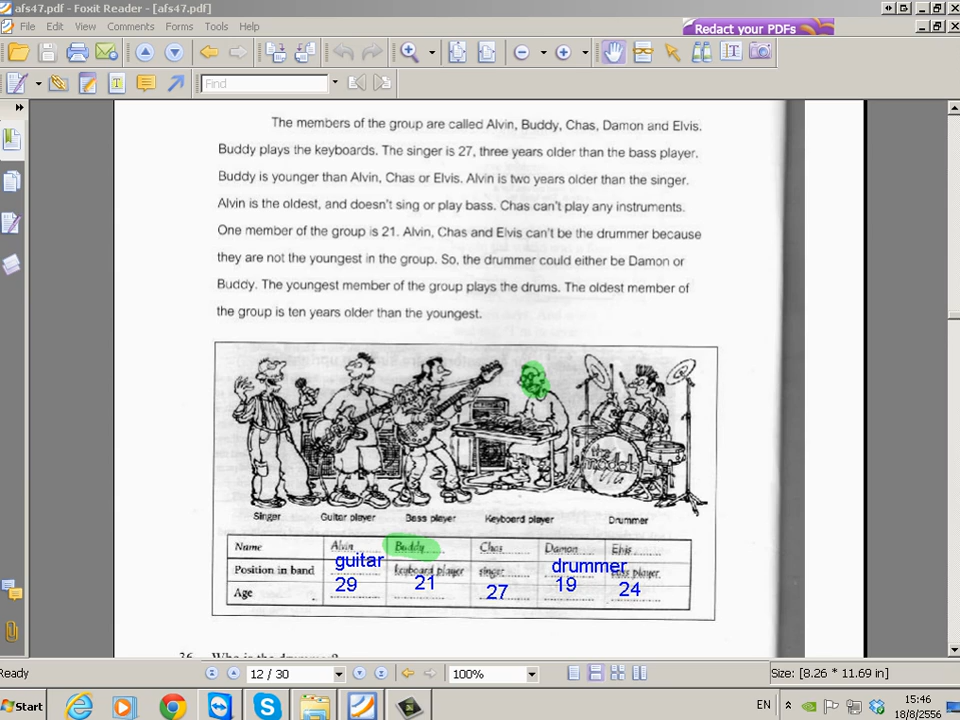 afs47.pdf - Foxit Reader - [afs47.pdf]
File Edit View Comments Forms Tools Help
Redact your PDFs
Find
The members of the group are called Alvin, Buddy, Chas, Damon and Elvis.
Buddy plays the keyboards. The singer is 27, three years older than the bass player.
Buddy is younger than Alvin, Chas or Elvis. Alvin is two years older than the singer.
Alvin is the oldest, and doesn't sing or play bass. Chas can't play any instruments.
One member of the group is 21. Alvin, Chas and Elvis can't be the drummer because
they are not the youngest in the group. So, the drummer could either be Damon or
Buddy. The youngest member of the group plays the drums. The oldest member of
the group is ten years older than the youngest.
the
Singer Guitar player Bass player Keyboard player Drummer
Name Alvin Buddy Chas Damon Elvis
Position in band guitar keyboard player singer drummer player
Age 29 21 27 19 24
36 Who is the drummer?
Ready 12 / 30 100% Size: [8.26 * 11.69 in]
Start EN 15:46
18/8/2556